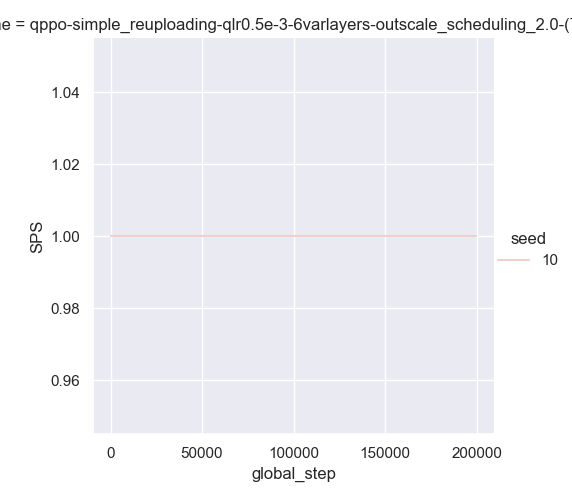 = qppo-simple_reuploading-qlr0.5e-3-6varlayers-outscale_scheduling_2.0-(
1.04
1.02
1.00
0.98
0.96
SPS
0
50000
100000
150000
200000
global_step
seed
10